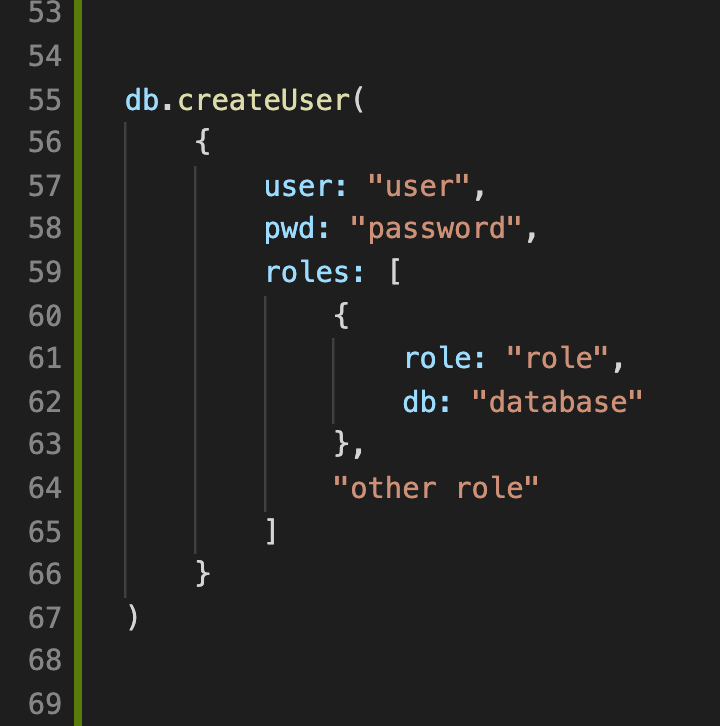 53
54
55 db.createUser(
56 {
57 user: "user",
58 pwd: "password",
59 roles: [
60 {
61 role: "role",
62 db: "database"
63 },
64 "other role"
65 ]
66 }
67 )
68
69